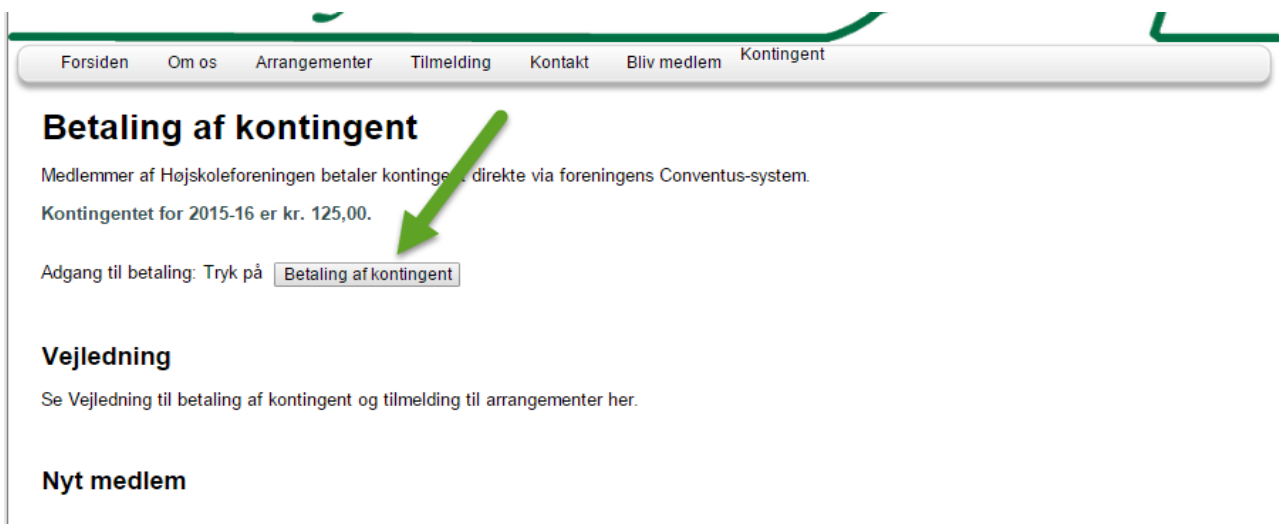 Forsiden Om os Arrangementer Tilmelding Kontakt Bliv medlem Kontingent
Betaling af kontingent
Medlemmer af Højskoleforeningen betaler kontingent direkte via foreningens Conventus-system.
Kontingentet for 2015-16 er kr. 125,00.
Adgang til betaling: Tryk på Betaling af kontingent
Vejledning
Se Vejledning til betaling af kontingent og tilmelding til arrangementer her.
Nyt medlem